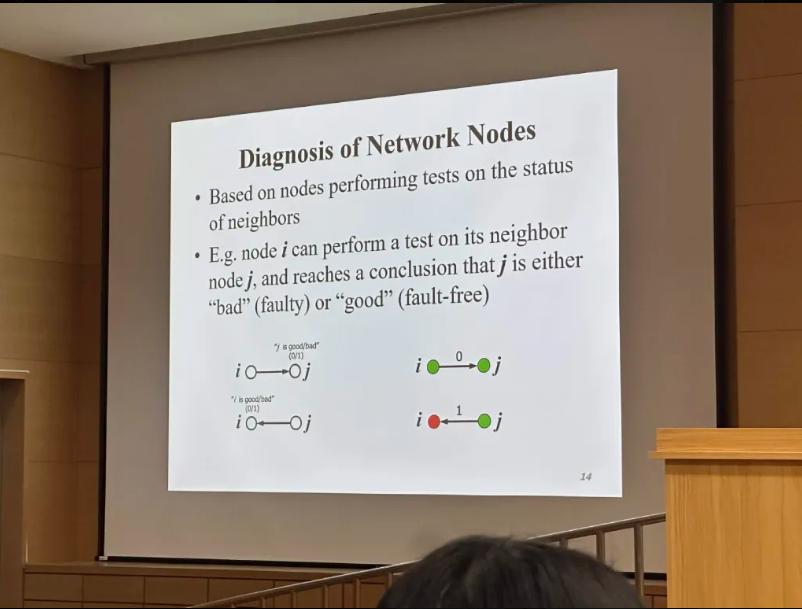 Diagnosis of Network Nodes
• Based on nodes performing tests on the status
of neighbors
• E.g. node i can perform a test on its neighbor
node j, and reaches a conclusion that j is either
“bad” (faulty) or “good” (fault-free)
"j is good/bad"
(0/1)
i j
"i is good/bad"
(0/1)
i j
0
i j
1
i j
14